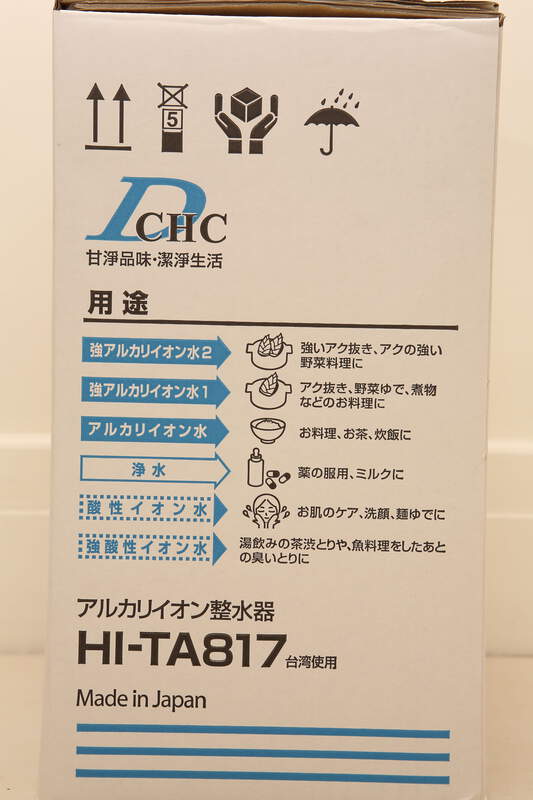 5
DCHC
甘淨品味・潔淨生活
用途
強アルカリイオン水2
強いアク抜き、アクの強い
野菜料理に
強アルカリイオン水1
アク抜き、野菜ゆで、煮物
などのお料理に
アルカリイオン水
お料理、お茶、炊飯に
浄水
薬の服用、ミルクに
酸性イオン水
お肌のケア、洗顔、麺ゆでに
強酸性イオン水
湯飲みの茶渋とりや、魚料理をしたあと
の臭いとりに
アルカリイオン整水器
HI-TA817 台湾使用
Made in Japan